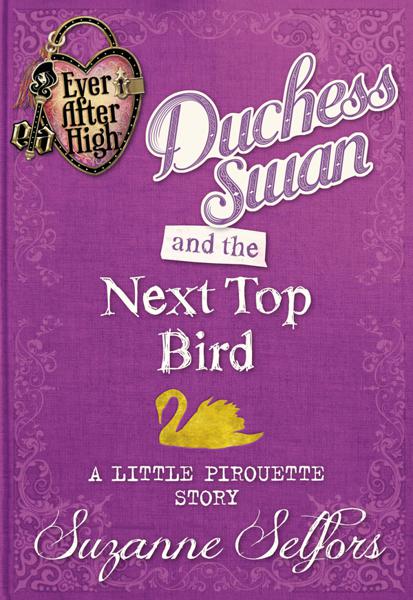 Ever
After
High
Duchess
Swan
and the
Next Top
Bird
A LITTLE PIROUETTE
STORY
Suzanne Selfors